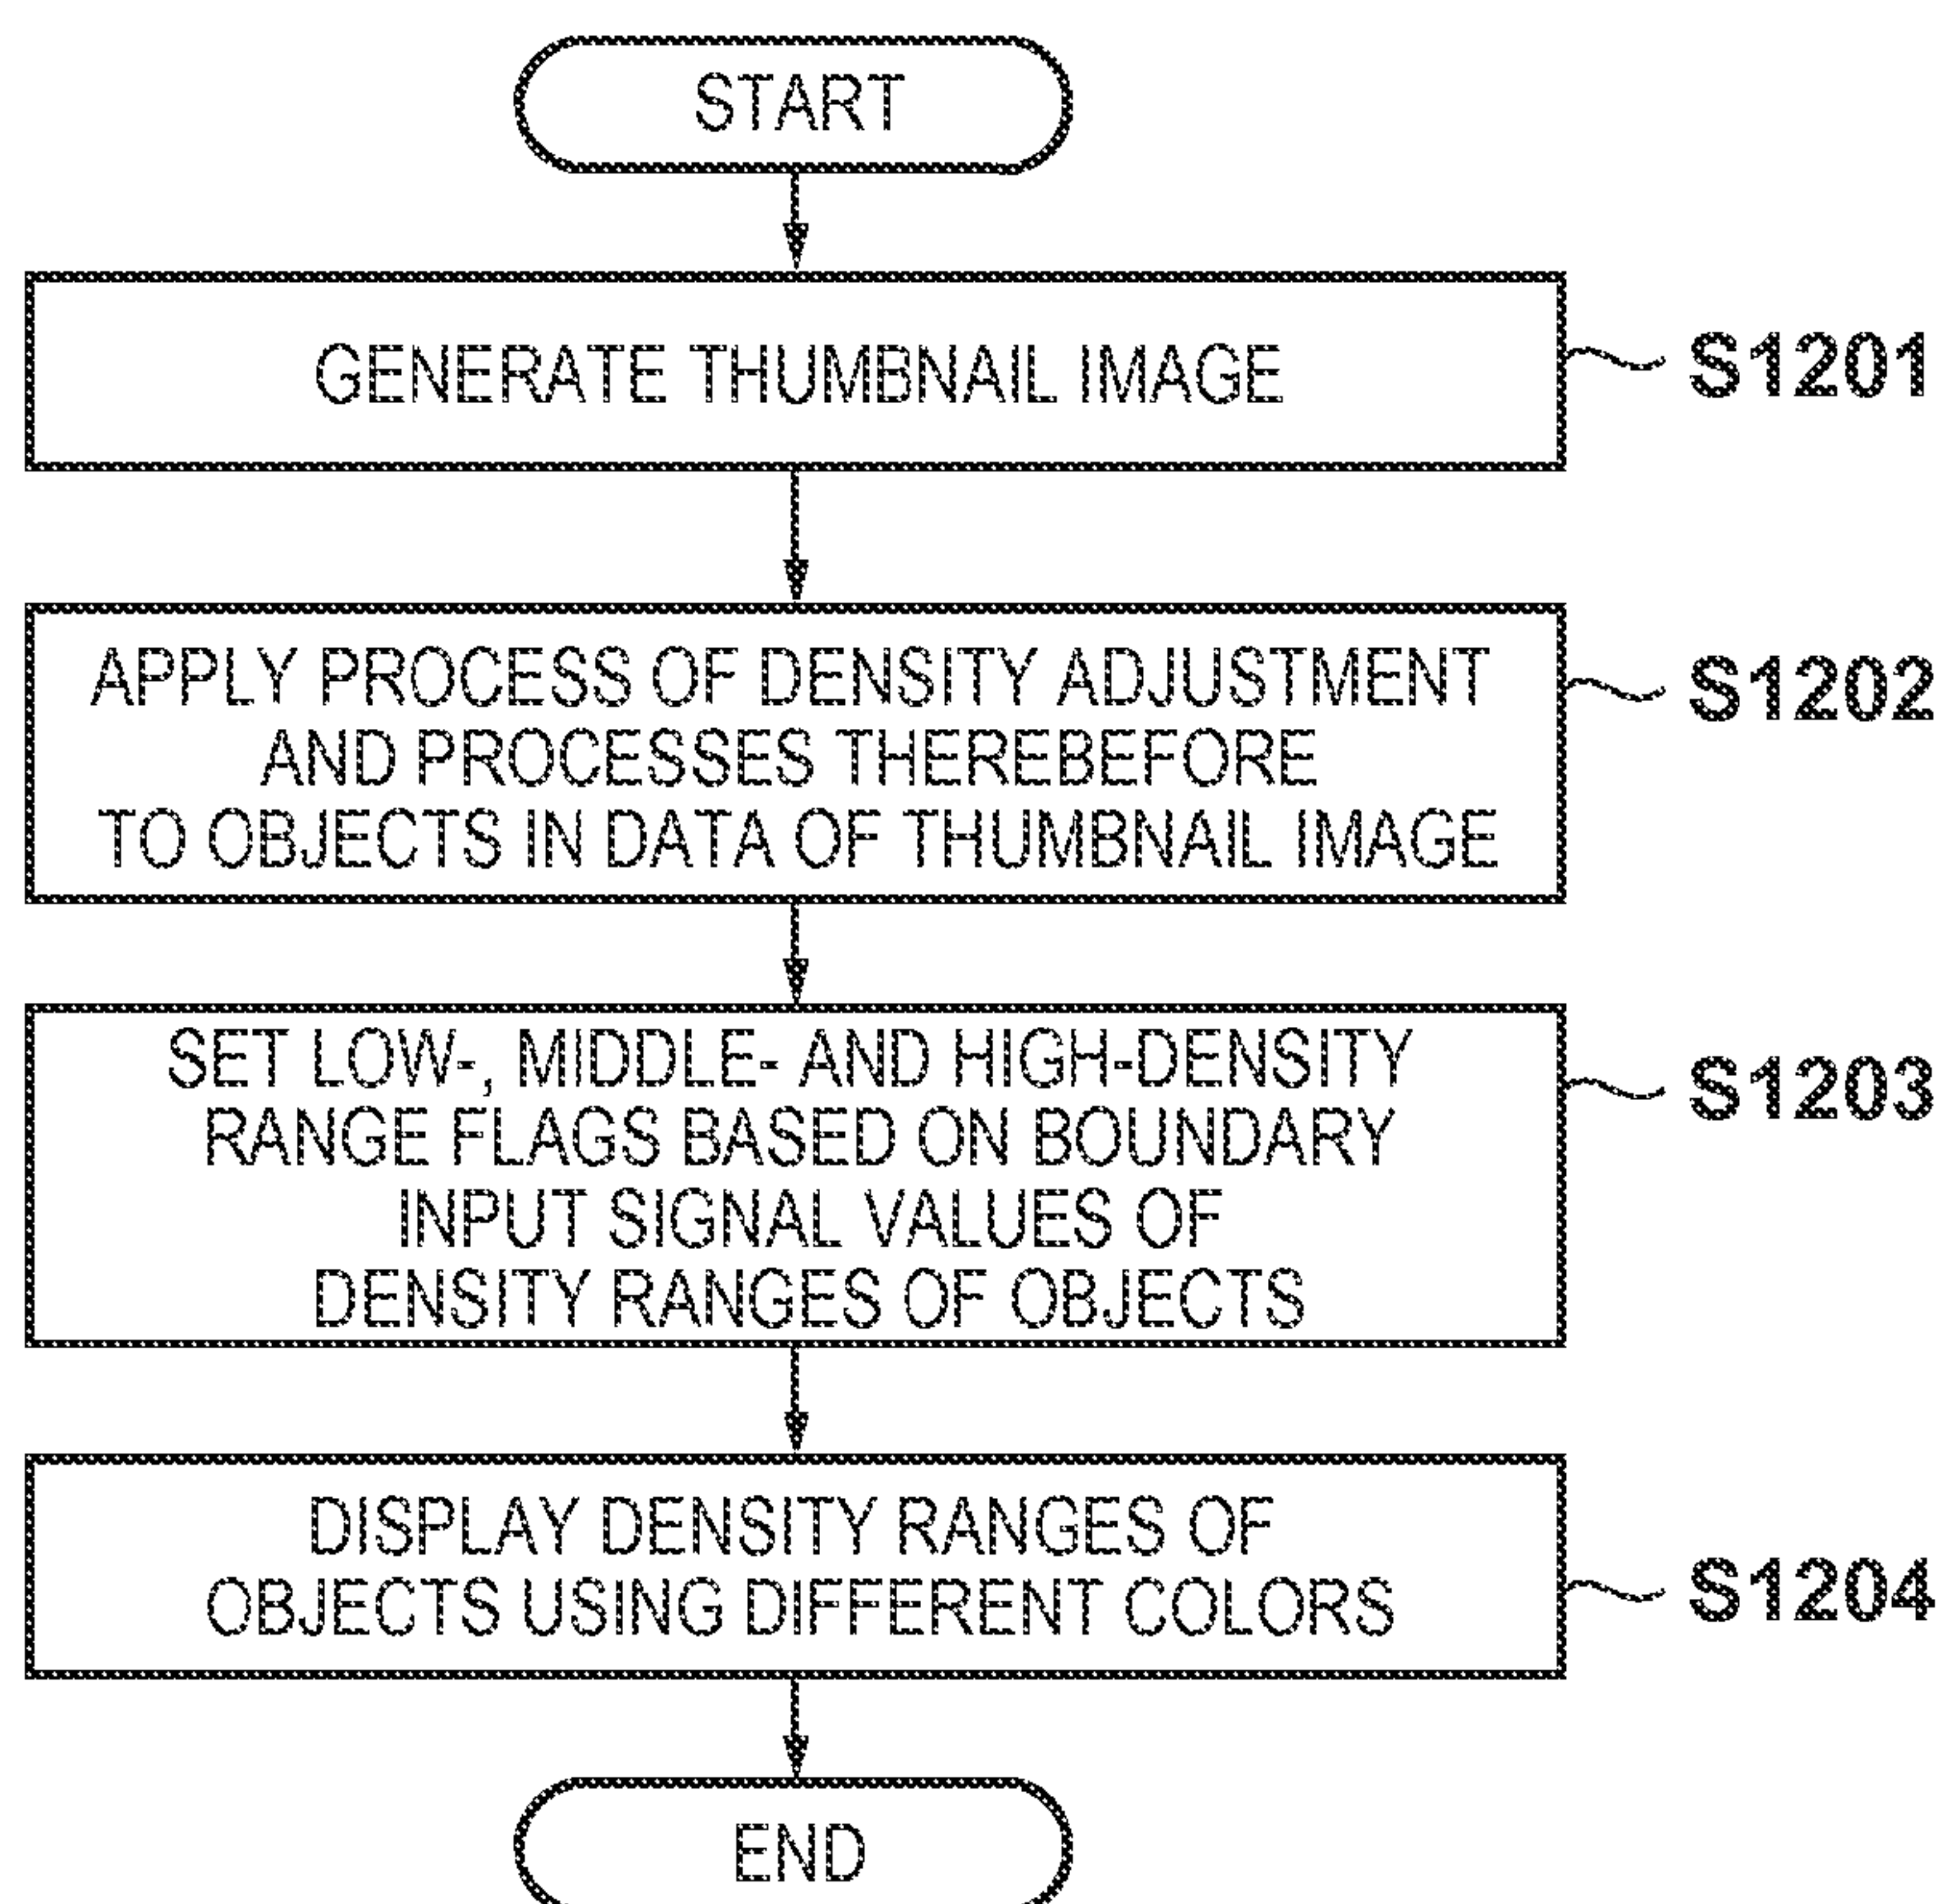 START
GENERATE THUMBNAIL IMAGE
S1201
APPLY PROCESS OF DENSITY ADJUSTMENT
AND PROCESSES THEREBEFORE
TO OBJECTS IN DATA OF THUMBNAIL IMAGE
S1202
SET LOW-, MIDDLE- AND HIGH-DENSITY
RANGE FLAGS BASED ON BOUNDARY
INPUT SIGNAL VALUES OF
DENSITY RANGES OF OBJECTS
S1203
DISPLAY DENSITY RANGES OF
OBJECTS USING DIFFERENT COLORS
S1204
END